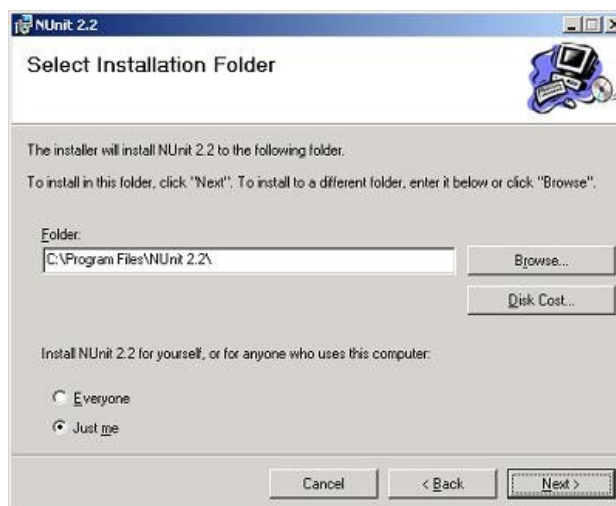 NUnit 2.2
Select Installation Folder
The installer will install NUnit 2.2 to the following folder.
To install in this folder, click "Next". To install to a different folder, enter it below or click "Browse".
Folder:
C:\Program Files\NUnit 2.2\
Browse...
Disk Cost...
Install NUnit 2.2 for yourself, or for anyone who uses this computer:
Everyone
Just me
Cancel
< Back
Next >